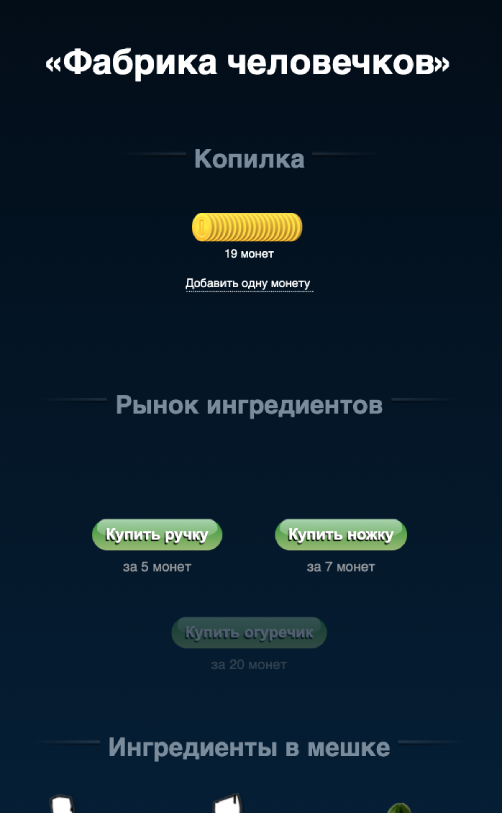 «Фабрика человечков»
Копилка
19 монет
Добавить одну монету
Рынок ингредиентов
Купить ручку
Купить ножку
за 5 монет
за 7 монет
Купить огуречик
за 20 монет
Ингредиенты в мешке